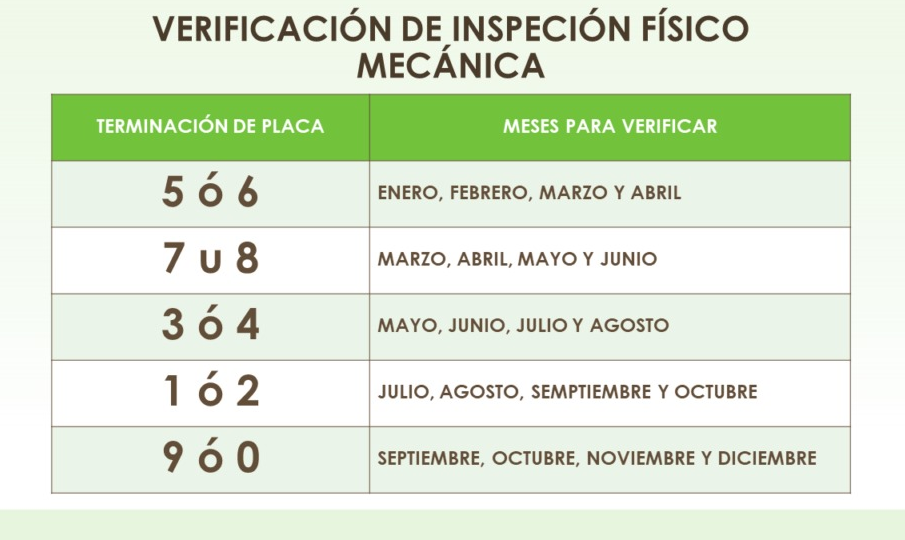 VERIFICACIÓN DE INSPECIÓN FÍSICO
MECÁNICA
TERMINACIÓN DE PLACA
MESES PARA VERIFICAR
5 ó 6
ENERO, FEBRERO, MARZO Y ABRIL
7 u 8
MARZO, ABRIL, MAYO Y JUNIO
3 ó 4
MAYO, JUNIO, JULIO Y AGOSTO
1 ó 2
JULIO, AGOSTO, SEMPTIEMBRE Y OCTUBRE
9 ó 0
SEPTIEMBRE, OCTUBRE, NOVIEMBRE Y DICIEMBRE